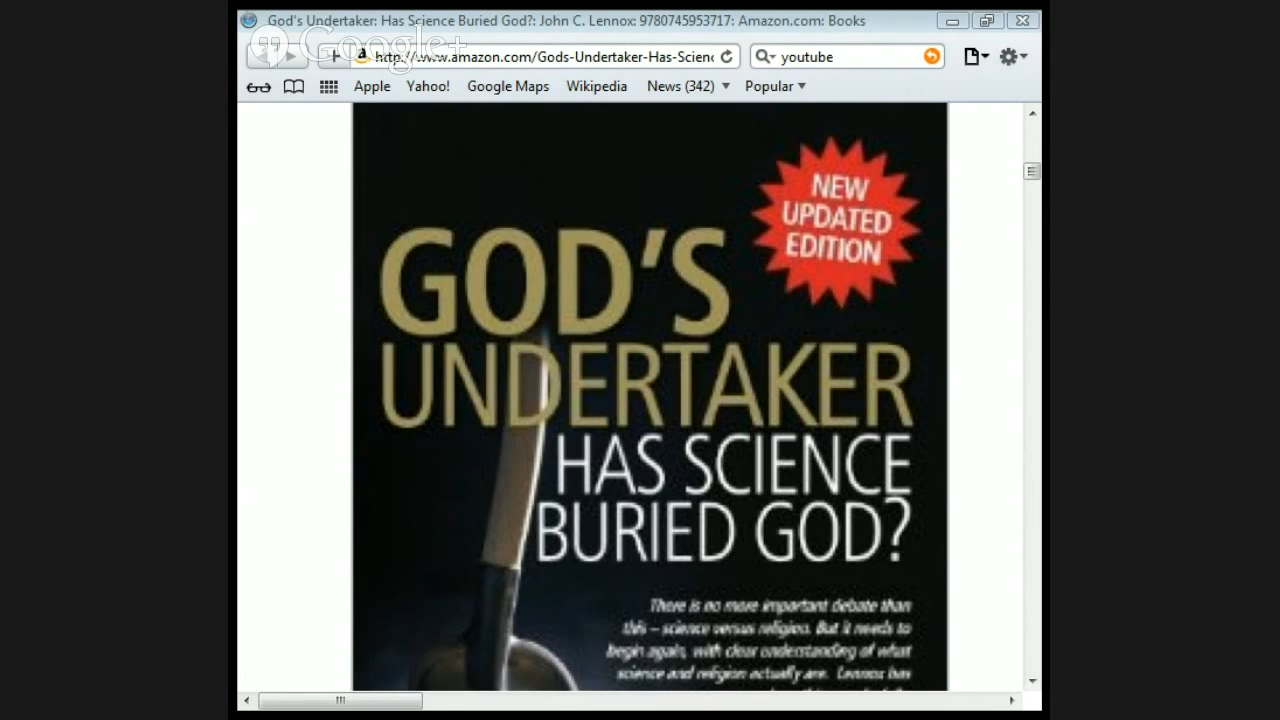 God's Undertaker: Has Science Buried God?: John C. Lennox: 9780745953717: Amazon.com: Books
Google+
http://www.amazon.com/Gods-Undertaker-Has-Scienc
youtube
Apple Yahoo! Google Maps Wikipedia News (342) Popular
NEW
UPDATED
EDITION
GOD'S
UNDERTAKER
HAS SCIENCE
BURIED GOD?
There is no more important debate than
this – science versus religion. But it needs to
begin again, with clear understanding of what
science and religion actually are. Lennox has